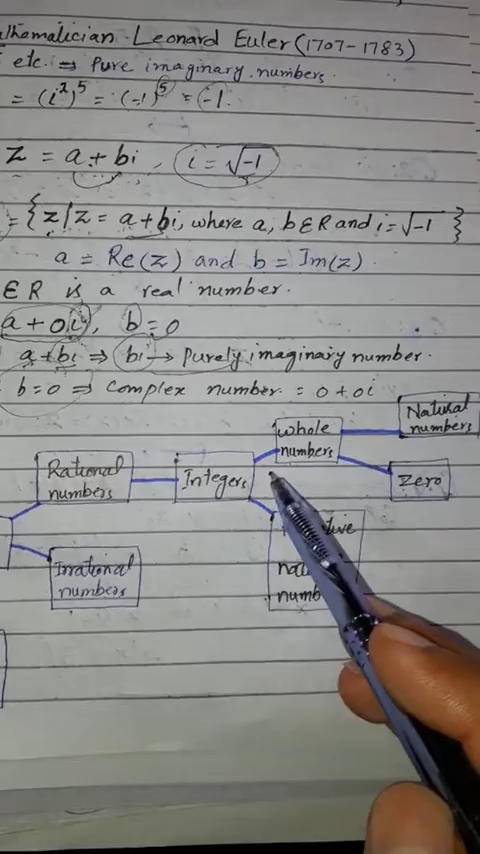 athematician Leonard Euler (1707-1783)
etc. ⇒ Pure imaginary numbers.
= (i²)⁵ = (-1)⁵ = -1.
Z = a + bi, i = √-1
= {z/z = a + bi, where a, b ∈ R and i = √-1}
a = Re(z) and b = Im(z)
∈ R is a real number.
a + 0i, b = 0
a + bi ⇒ bi → Purely imaginary number.
b = 0 ⇒ Complex number = 0 + 0i
Natural
numbers
Whole
numbers
Rational
numbers
Integers
Zero
Irrational
numbers